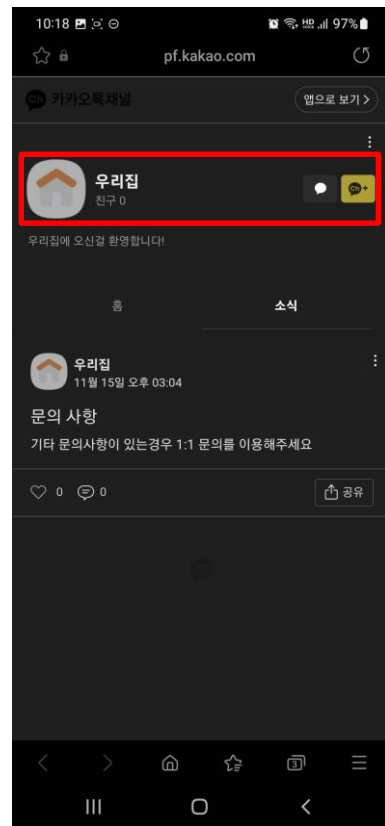 10:18 97%
pf.kakao.com
Ch 카카오톡채널 앱으로 보기 >
우리집
친구 0
Ch+
우리집에 오신걸 환영합니다!
홈 소식
우리집
11월 15일 오후 03:04
문의 사항
기타 문의사항이 있는경우 1:1 문의를 이용해주세요
0 0 공유
3